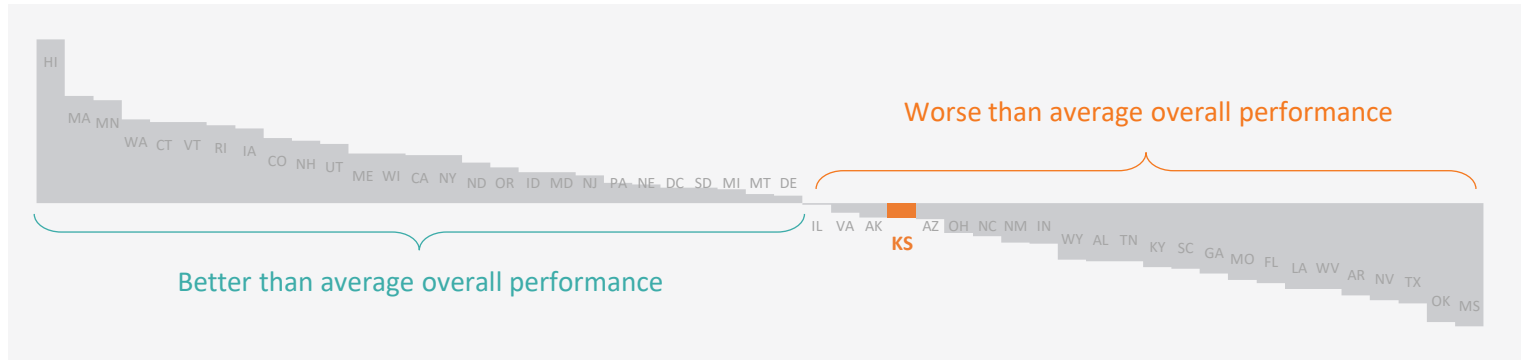 HI
MA
MN
WA
CT
VT
RI
IA
CO
NH
UT
ME
WI
CA
NY
ND
OR
ID
MD
NJ
PA
NE
DC
SD
MI
MT
DE
Better than average overall performance
Worse than average overall performance
IL
VA
AK
KS
AZ
OH
NC
NM
IN
WY
AL
TN
KY
SC
GA
MO
FL
LA
WV
AR
NV
TX
OK
MS